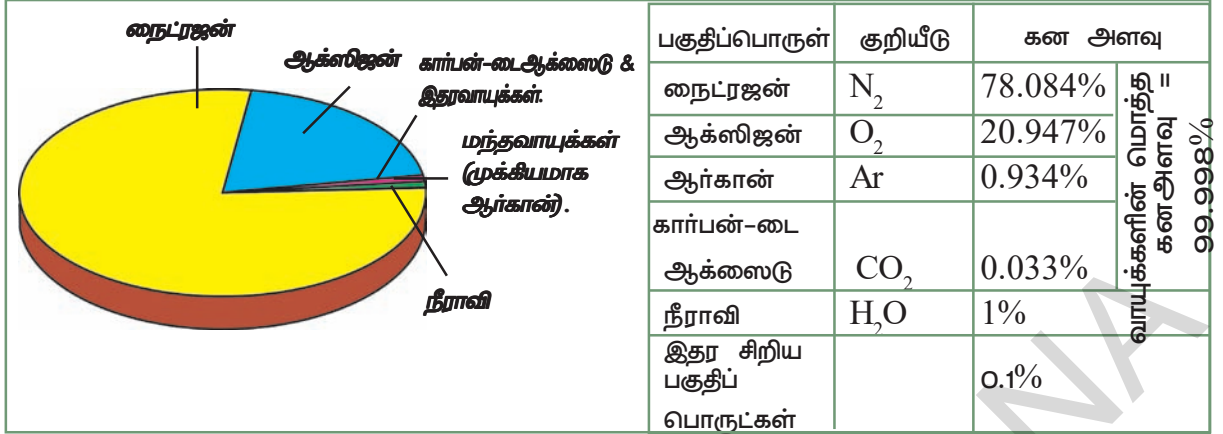 நைட்ரஜன்
ஆக்ஸிஜன்
கார்பன்-டைஆக்ஸைடு &
இதரவாயுக்கள்.
மந்தவாயுக்கள்
(முக்கியமாக
ஆர்கான்).
நீராவி
பகுதிப்பொருள் குறியீடு கன அளவு
நைட்ரஜன் N₂ 78.084%
ஆக்ஸிஜன் O₂ 20.947%
ஆர்கான் Ar 0.934%
கார்பன்-டை
ஆக்ஸைடு CO₂ 0.033%
நீராவி H₂O 1%
இதர சிறிய
பகுதிப்
பொருட்கள் 0.1%
வாயுக்களின் மொத்தி
கனஅளவு =
99.998%
NA